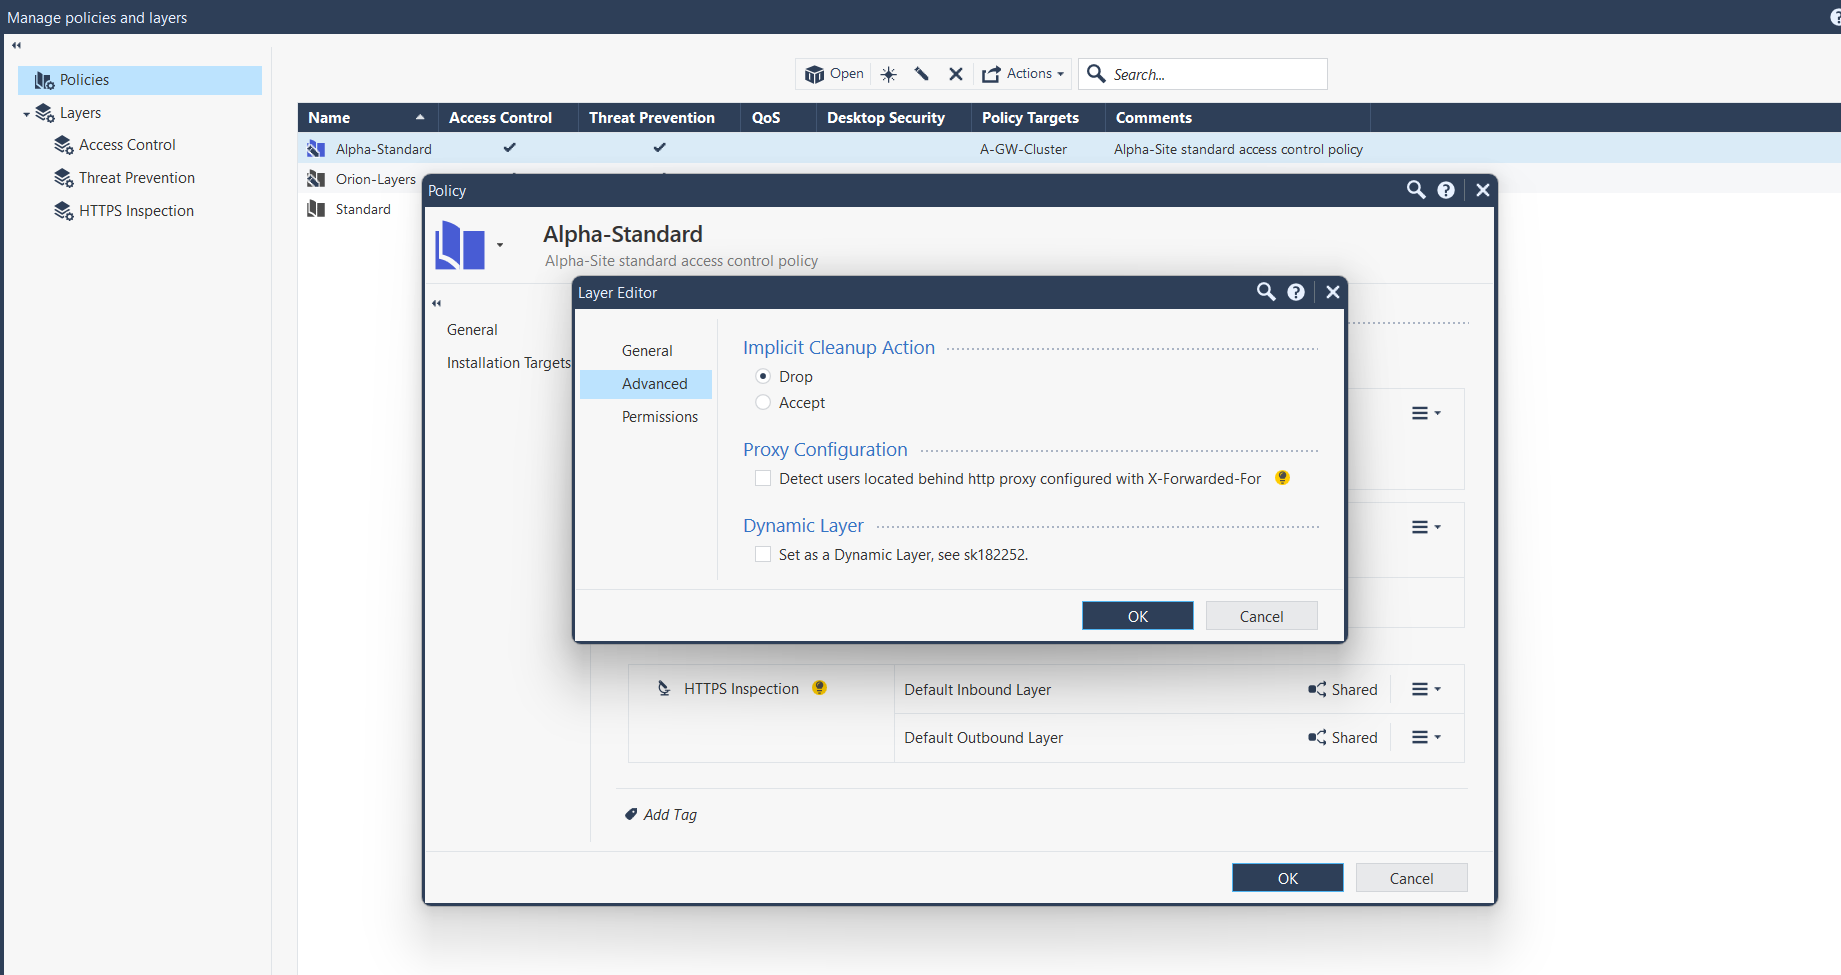 Manage policies and layers
Policies
Layers
Access Control
Threat Prevention
HTTPS Inspection
Open
Actions
Search...
Name Access Control Threat Prevention QoS Desktop Security Policy Targets Comments
Alpha-Standard A-GW-Cluster Alpha-Site standard access control policy
Orion-Layers
Standard
Policy
Alpha-Standard
Alpha-Site standard access control policy
General
Installation Targets
Layer Editor
General
Advanced
Permissions
Implicit Cleanup Action
Drop
Accept
Proxy Configuration
Detect users located behind http proxy configured with X-Forwarded-For
Dynamic Layer
Set as a Dynamic Layer, see sk182252.
OK Cancel
HTTPS Inspection Default Inbound Layer Shared
Default Outbound Layer Shared
Add Tag
OK Cancel